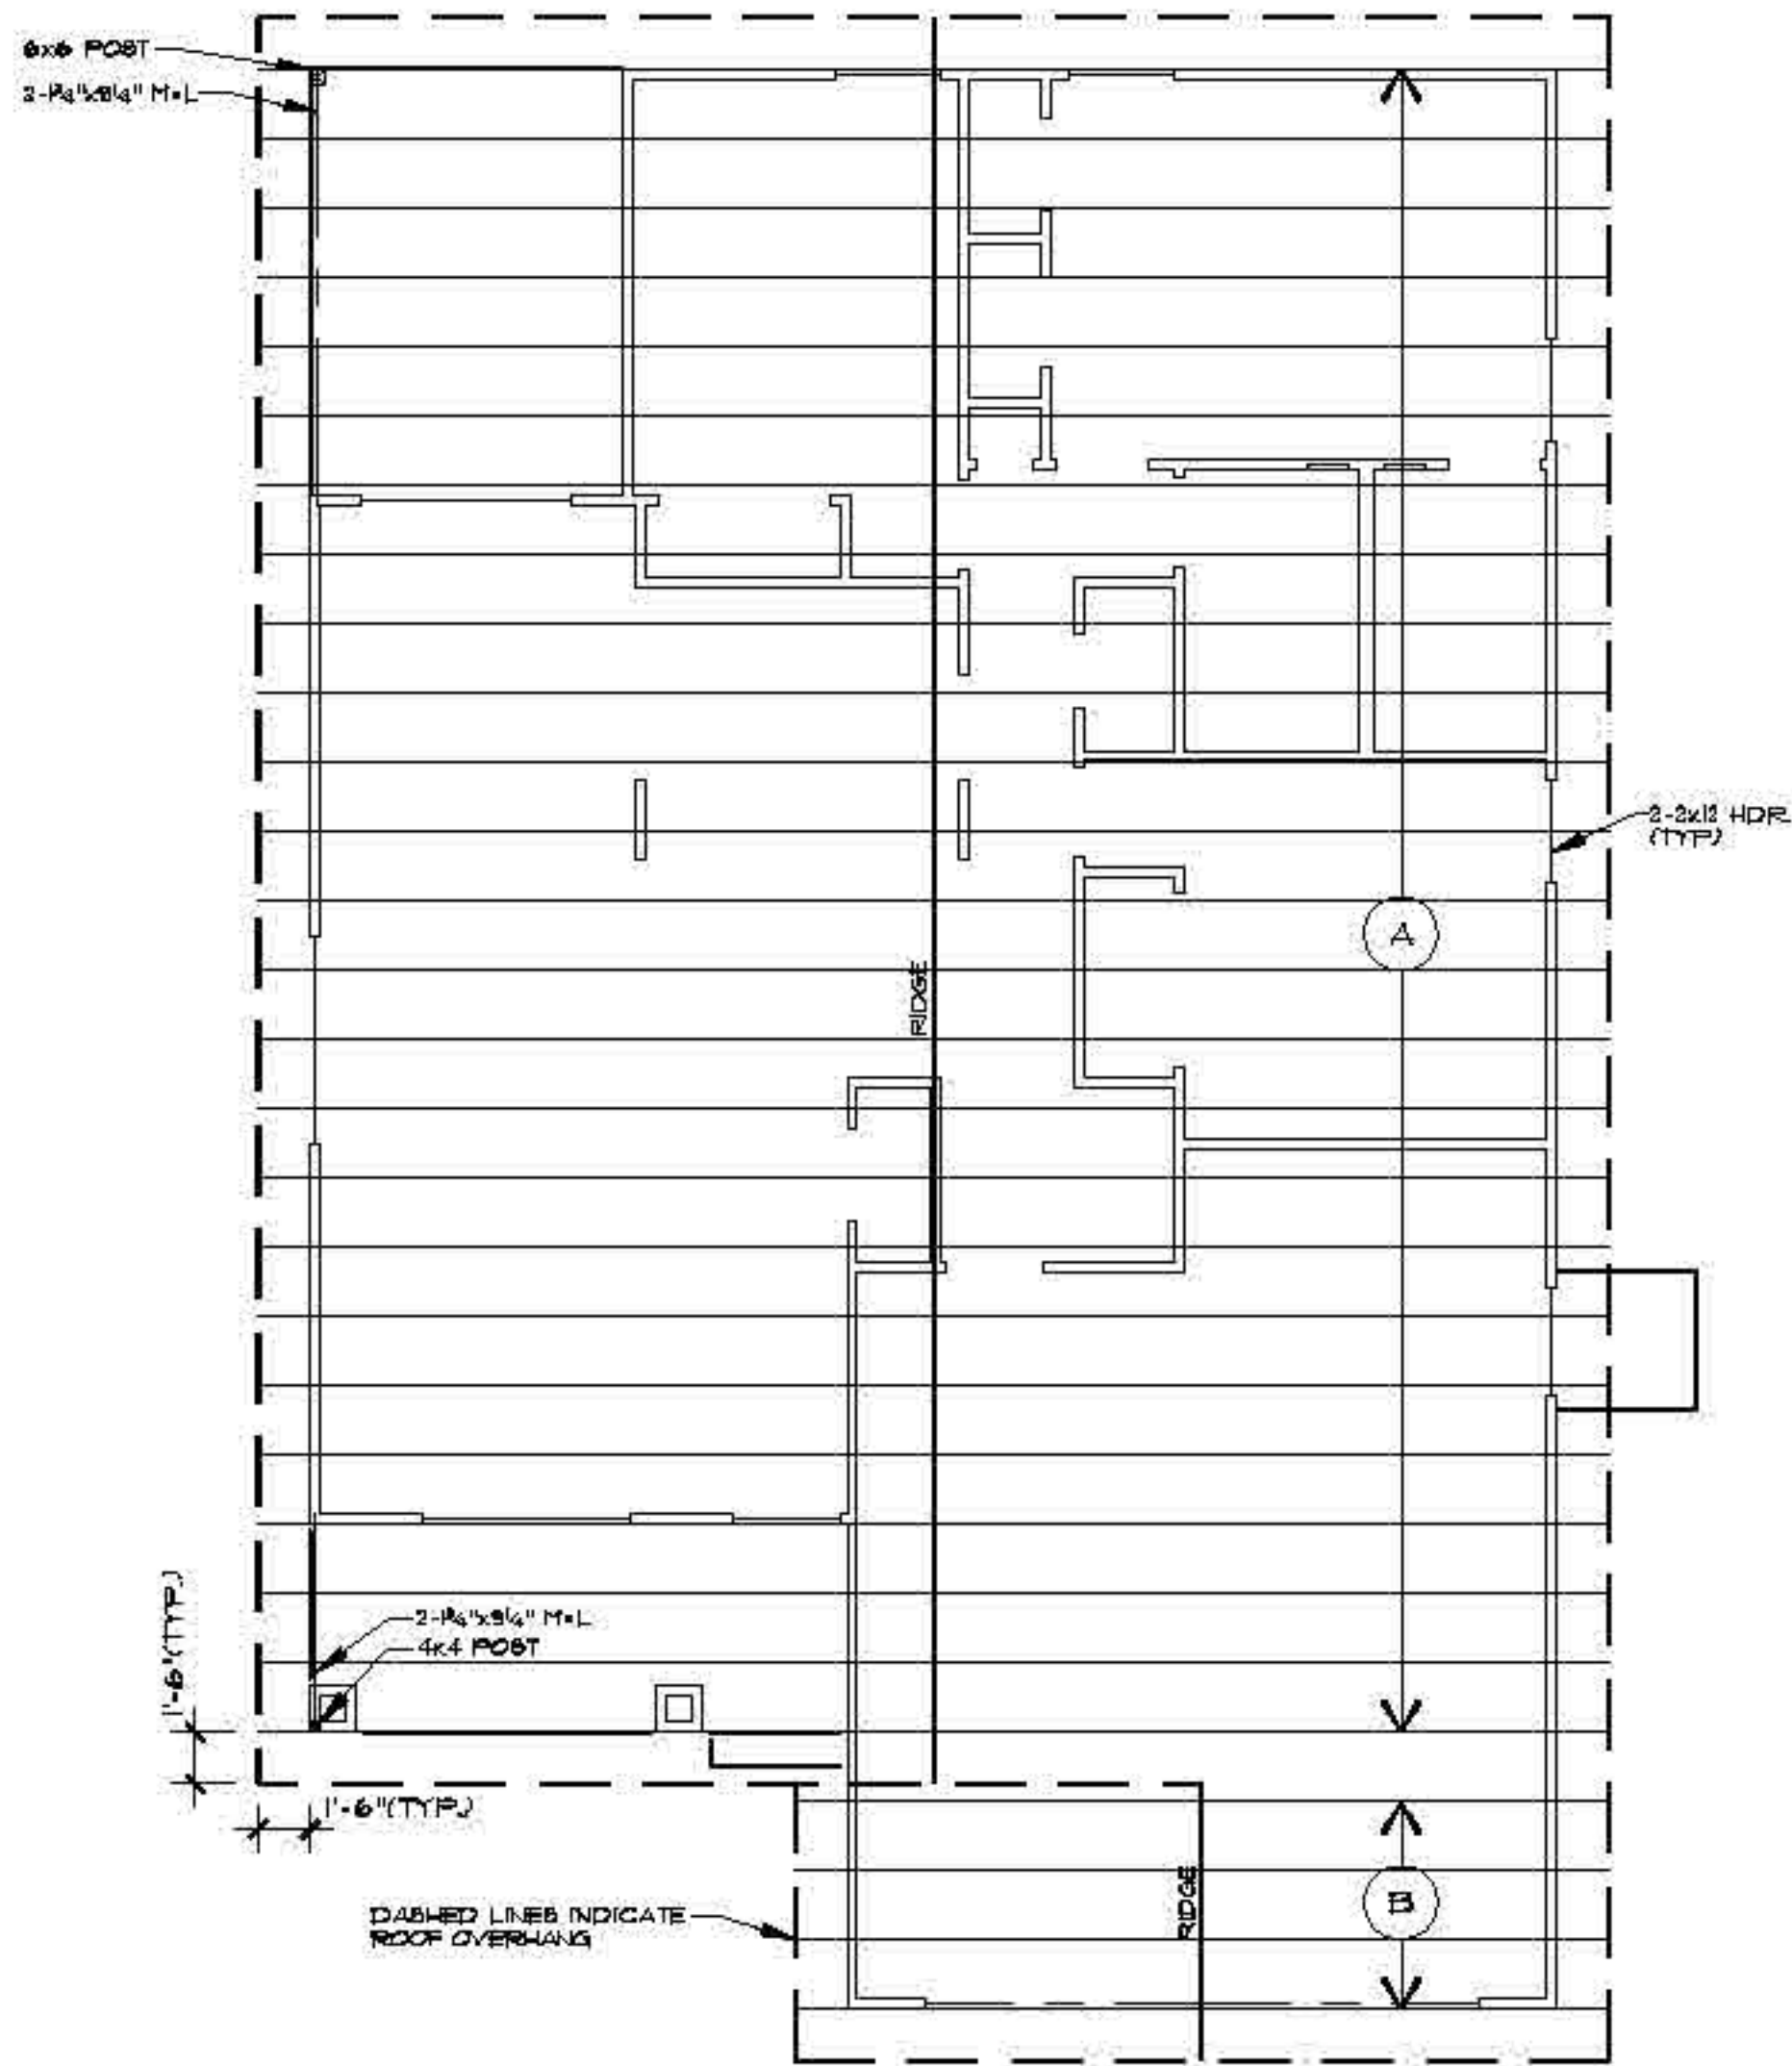 6x6 POST
2-1¾"x9¼" M•L
2-2x12 HDR.
(TYP.)
A
RIDGE
2-1¾"x9¼" M•L
4x4 POST
1'-6"(TYP.)
1'-6"(TYP.)
RIDGE
B
DASHED LINES INDICATE
ROOF OVERHANG